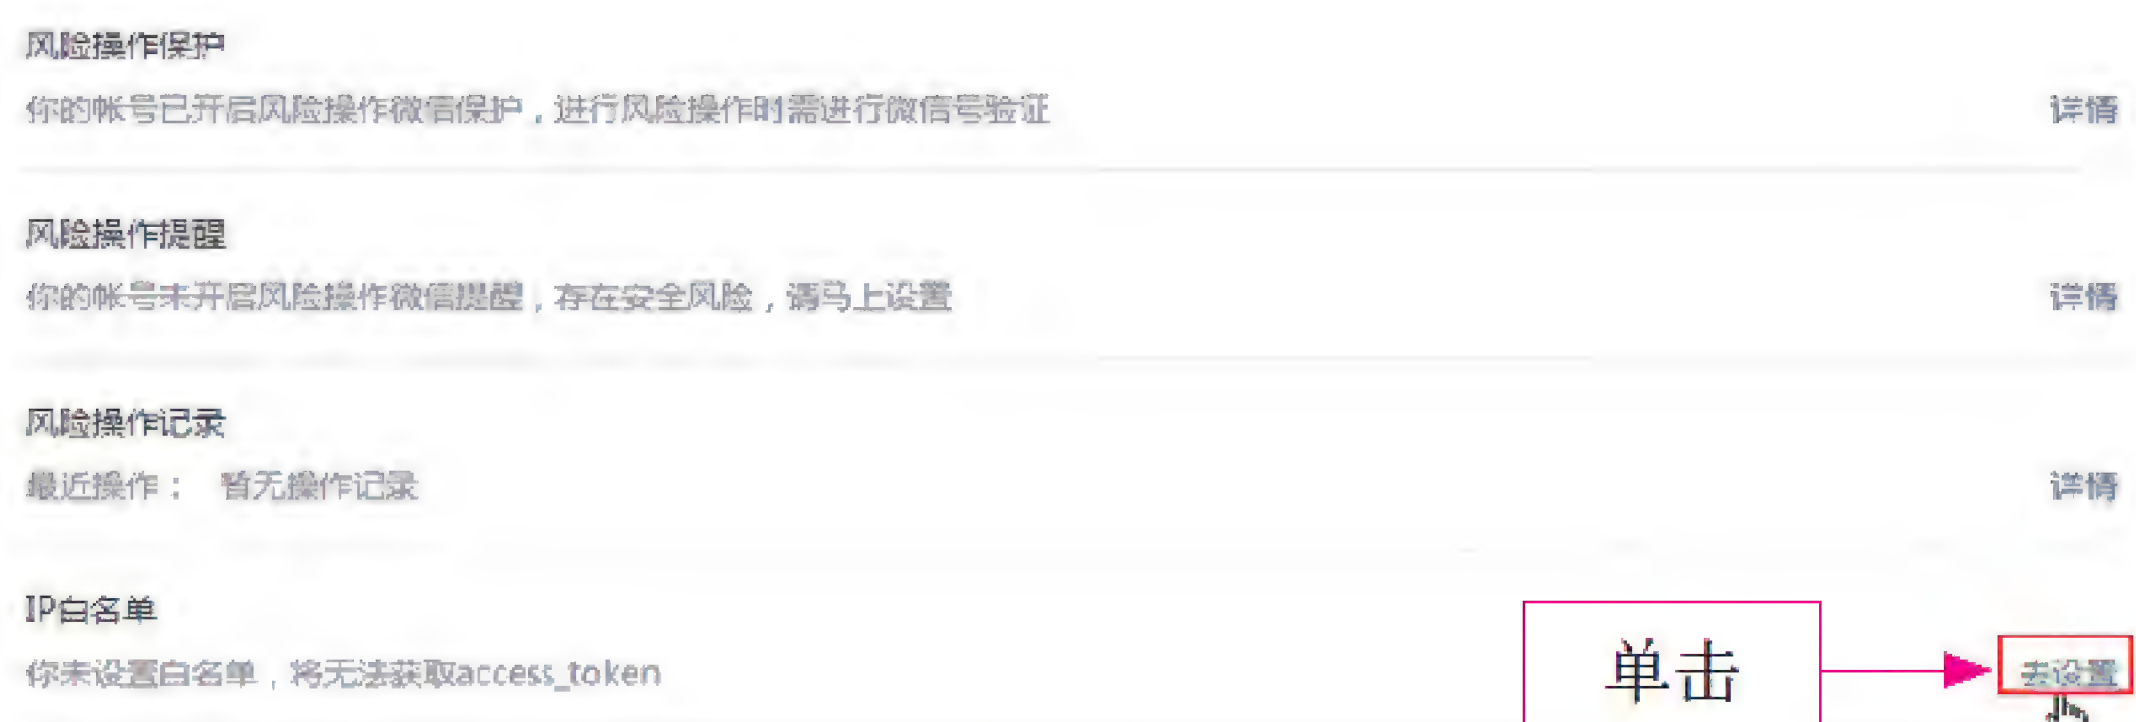 风险操作保护
你的帐号已开启风险操作微信保护，进行风险操作时需进行微信号验证 详情
风险操作提醒
你的帐号未开启风险操作微信提醒，存在安全风险，请马上设置 详情
风险操作记录
最近操作： 暂无操作记录 详情
IP白名单
你未设置白名单，将无法获取access_token 单击 去设置